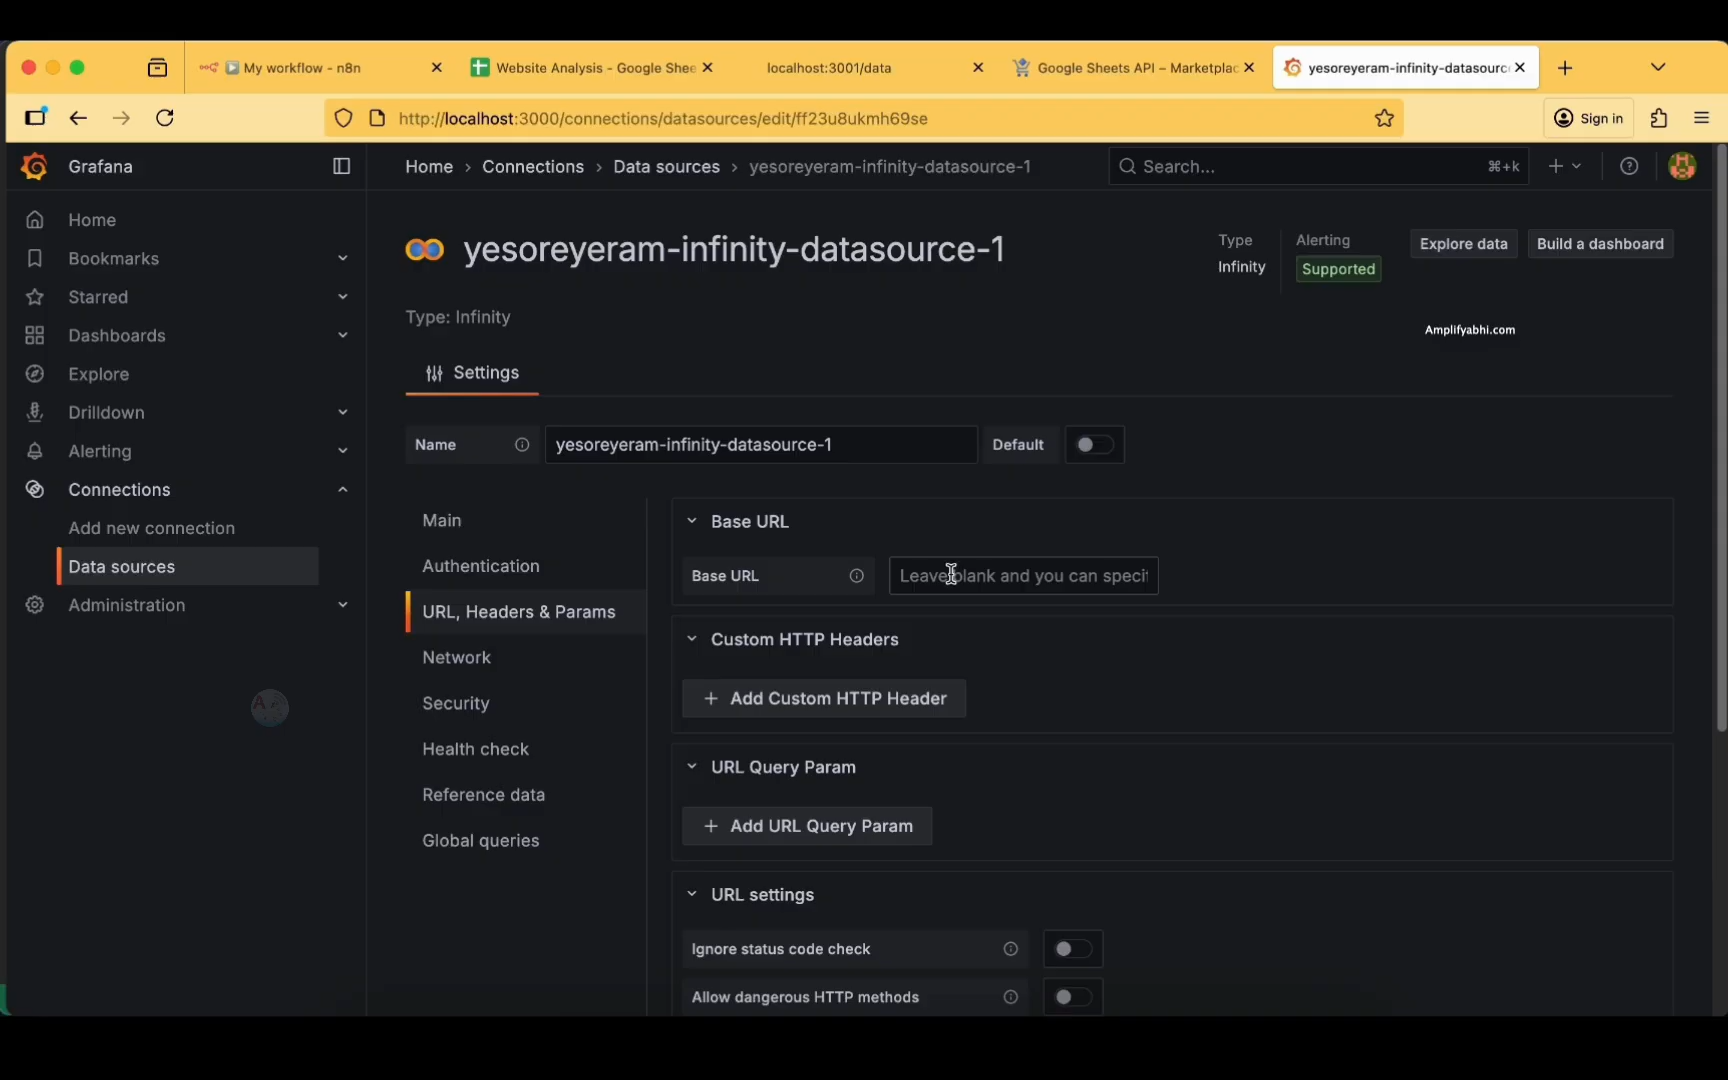 My workflow - n8n
Website Analysis - Google Shee
localhost:3001/data
Google Sheets API – Marketplac
yesoreyeram-infinity-datasourc
http://localhost:3000/connections/datasources/edit/ff23u8ukmh69se
Sign in
Grafana
Home › Connections › Data sources › yesoreyeram-infinity-datasource-1
Search...
⌘+k
Home
Bookmarks
Starred
Dashboards
Explore
Drilldown
Alerting
Connections
Add new connection
Data sources
Administration
yesoreyeram-infinity-datasource-1
Type
Infinity
Alerting
Supported
Explore data
Build a dashboard
Type: Infinity
Amplifyabhi.com
Settings
Name
yesoreyeram-infinity-datasource-1
Default
Main
Authentication
URL, Headers & Params
Network
Security
Health check
Reference data
Global queries
Base URL
Base URL
Leave blank and you can specif
Custom HTTP Headers
+ Add Custom HTTP Header
URL Query Param
+ Add URL Query Param
URL settings
Ignore status code check
Allow dangerous HTTP methods